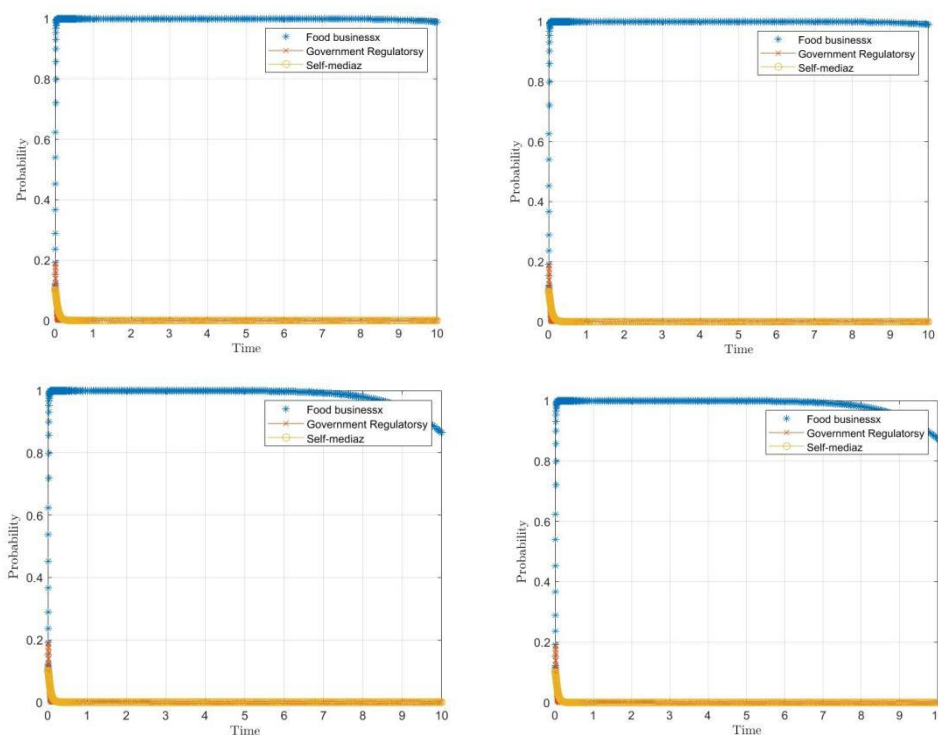 1
Food businessx
Government Regulatorsy
Self-mediaz
0.8
0.6
Probability
0.4
0.2
0
0 1 2 3 4 5 6 7 8 9 10
Time
1
Food businessx
Government Regulatorsy
Self-mediaz
0.8
0.6
Probability
0.4
0.2
0
0 1 2 3 4 5 6 7 8 9 10
Time
1
Food businessx
Government Regulatorsy
Self-mediaz
0.8
0.6
Probability
0.4
0.2
0
0 1 2 3 4 5 6 7 8 9 10
Time
1
Food businessx
Government Regulatorsy
Self-mediaz
0.8
0.6
Probability
0.4
0.2
0
0 1 2 3 4 5 6 7 8 9
Time